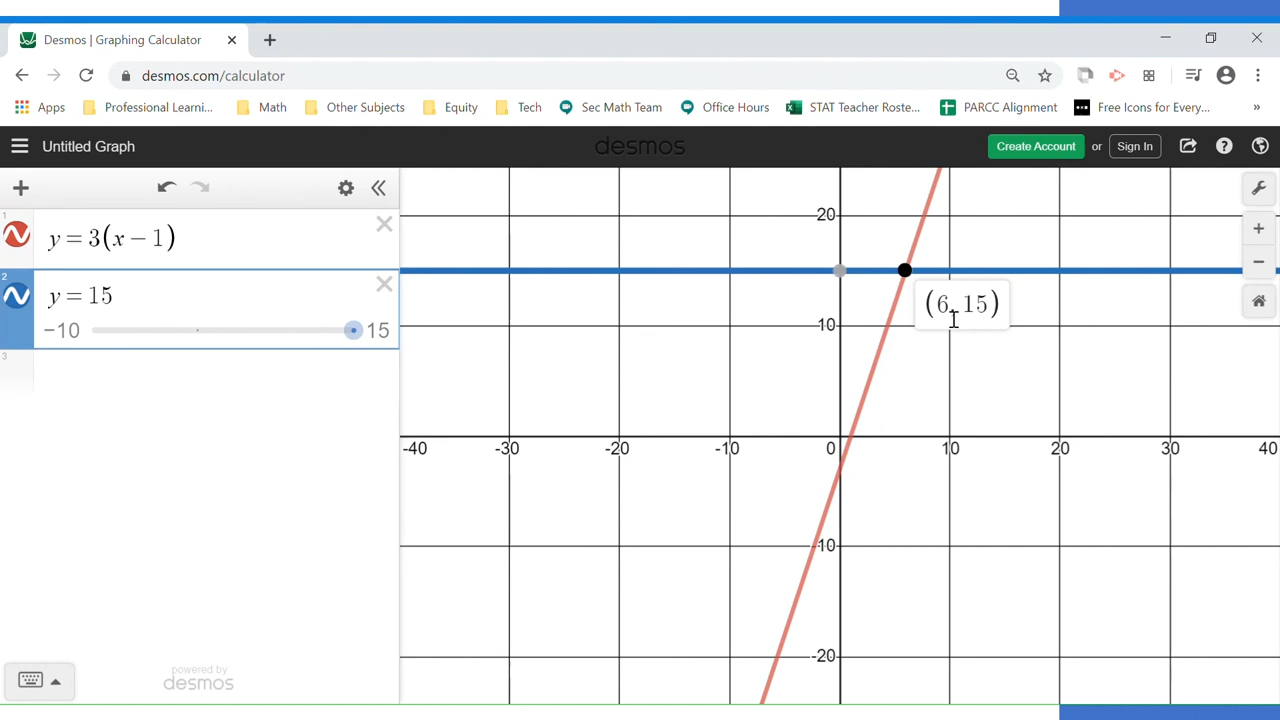 Desmos | Graphing Calculator
desmos.com/calculator
Apps Professional Learni... Math Other Subjects Equity Tech Sec Math Team Office Hours STAT Teacher Roste... PARCC Alignment Free Icons for Every... »
Untitled Graph desmos Create Account or Sign In
1
y = 3(x − 1)
2
y = 15
−10 15
3
20
10
(6, 15)
-40 -30 -20 -10 0 10 20 30 40
-10
-20
powered by
desmos